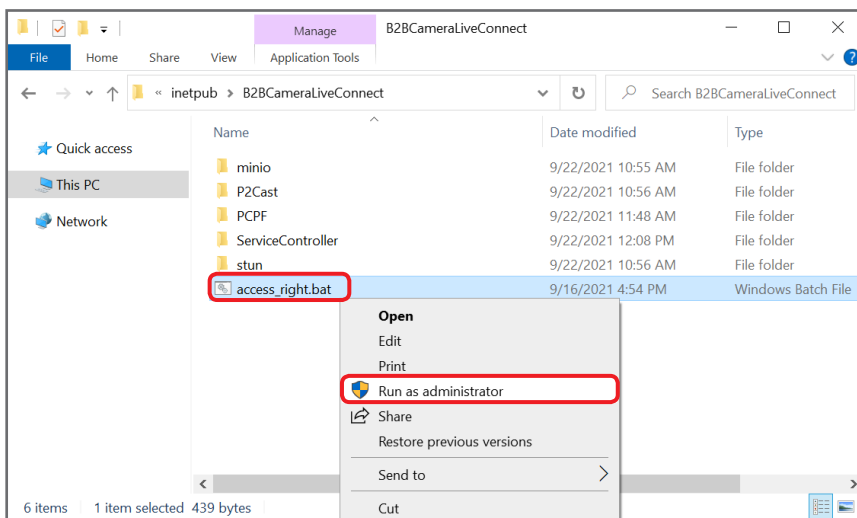 Manage
B2BCameraLiveConnect
File Home Share View Application Tools
?
« inetpub > B2BCameraLiveConnect
Search B2BCameraLiveConnect
Name Date modified Type
Quick access
This PC
Network
minio 9/22/2021 10:55 AM File folder
P2Cast 9/22/2021 10:56 AM File folder
PCPF 9/22/2021 11:48 AM File folder
ServiceController 9/22/2021 12:08 PM File folder
stun 9/22/2021 10:56 AM File folder
access_right.bat 9/16/2021 4:54 PM Windows Batch File
Open
Edit
Print
Run as administrator
Share
Restore previous versions
Send to
Cut
6 items 1 item selected 439 bytes